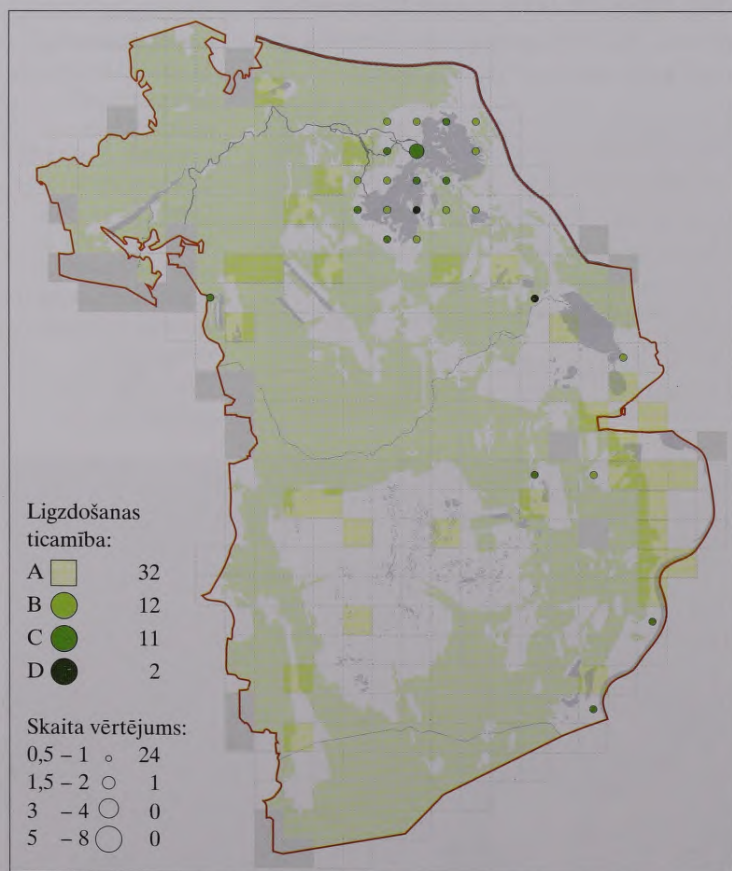 Ligzdošanas
ticamība:
A 32
B 12
C 11
D 2
Skaita vērtējums:
0,5 – 1 24
1,5 – 2 1
3 – 4 0
5 – 8 0